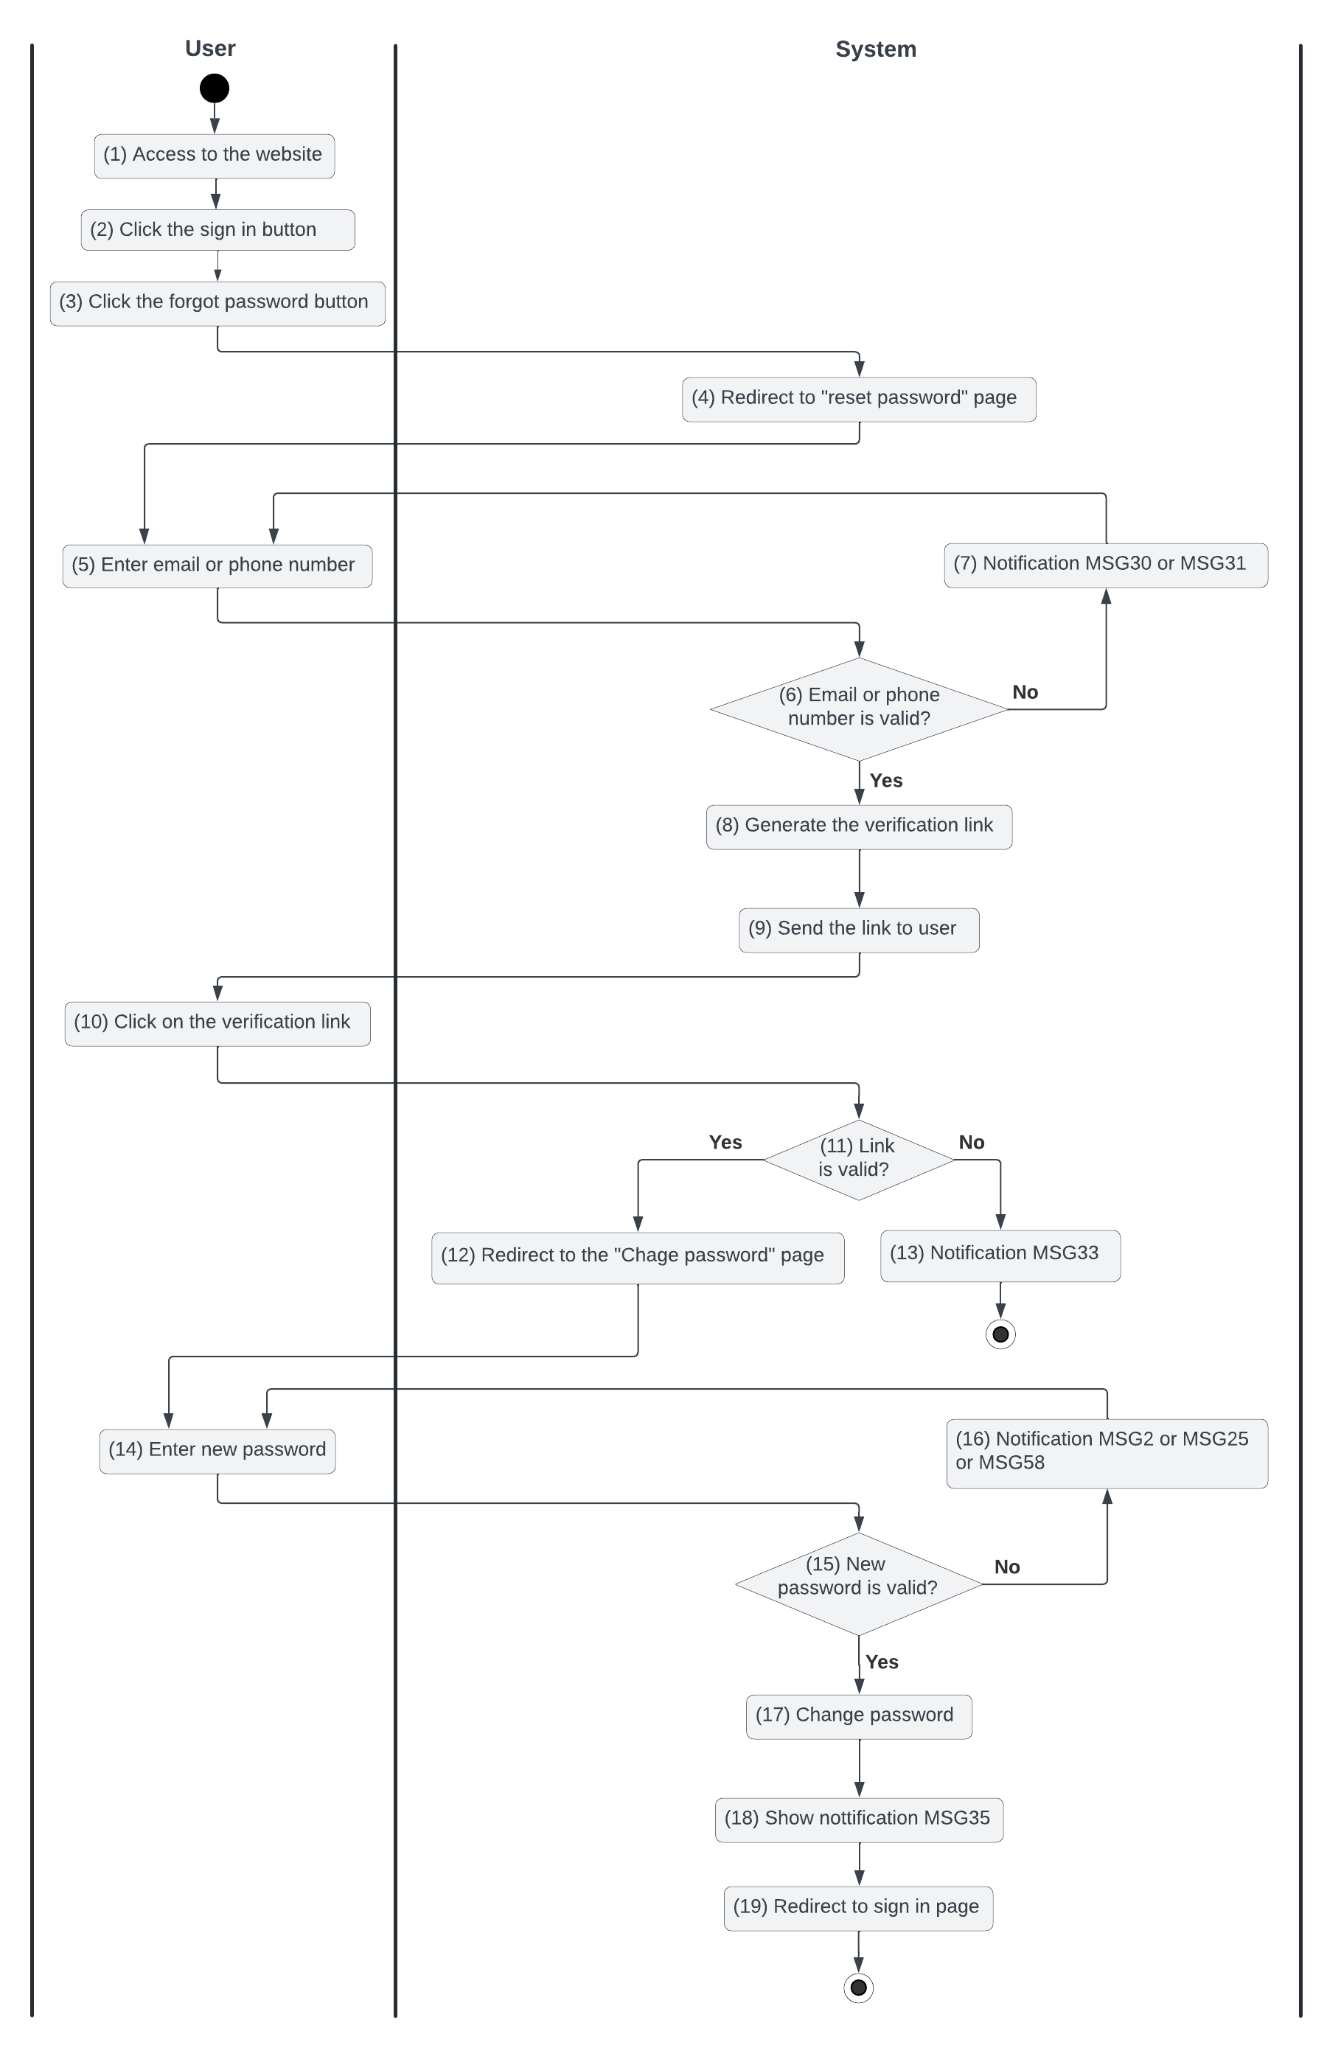 User
System
(1) Access to the website
(2) Click the sign in button
(3) Click the forgot password button
(4) Redirect to "reset password" page
(5) Enter email or phone number
(7) Notification MSG30 or MSG31
(6) Email or phone
number is valid?
No
Yes
(8) Generate the verification link
(9) Send the link to user
(10) Click on the verification link
Yes
(11) Link
is valid?
No
(12) Redirect to the "Chage password" page
(13) Notification MSG33
(14) Enter new password
(16) Notification MSG2 or MSG25
or MSG58
(15) New
password is valid?
No
Yes
(17) Change password
(18) Show nottification MSG35
(19) Redirect to sign in page